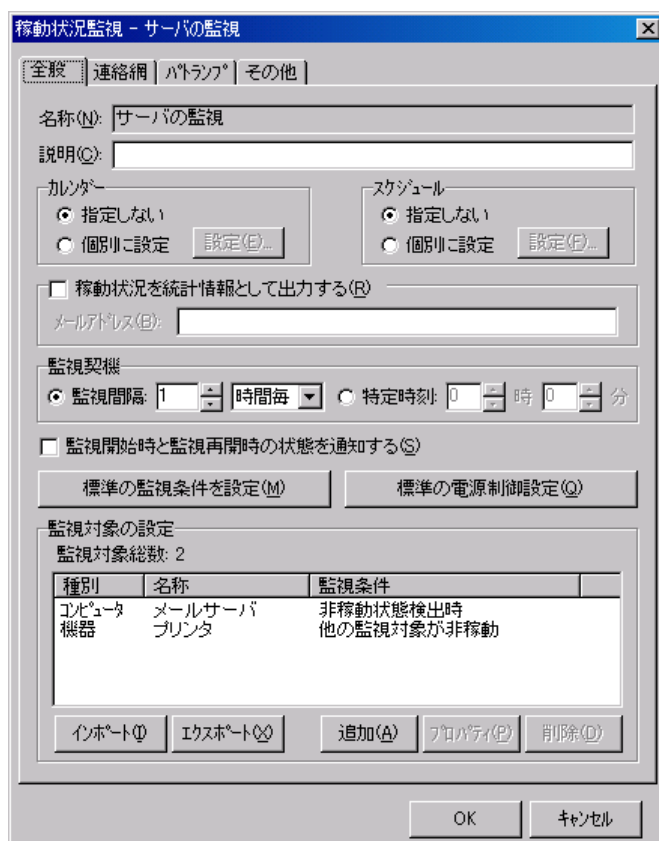 稼動状況監視 - サーバの監視
全般 連絡網 ﾊﾟﾄﾗﾝﾌﾟ その他
名称(N): サーバの監視
説明(C):
ｶﾚﾝﾀﾞｰ ｽｹｼﾞｭｰﾙ
指定しない 指定しない
個別に設定 設定(E)... 個別に設定 設定(F)...
稼動状況を統計情報として出力する(R)
ﾒｰﾙｱﾄﾞﾚｽ(B):
監視契機
監視間隔: 1 時間毎 特定時刻: 0 時 0 分
監視開始時と監視再開時の状態を通知する(S)
標準の監視条件を設定(M) 標準の電源制御設定(Q)
監視対象の設定
監視対象総数: 2
種別 名称 監視条件
ｺﾝﾋﾟｭｰﾀ メールサーバ 非稼動状態検出時
機器 プリンタ 他の監視対象が非稼動
ｲﾝﾎﾟｰﾄ(I) ｴｸｽﾎﾟｰﾄ(X) 追加(A) ﾌﾟﾛﾊﾟﾃｨ(P) 削除(D)
OK ｷｬﾝｾﾙ